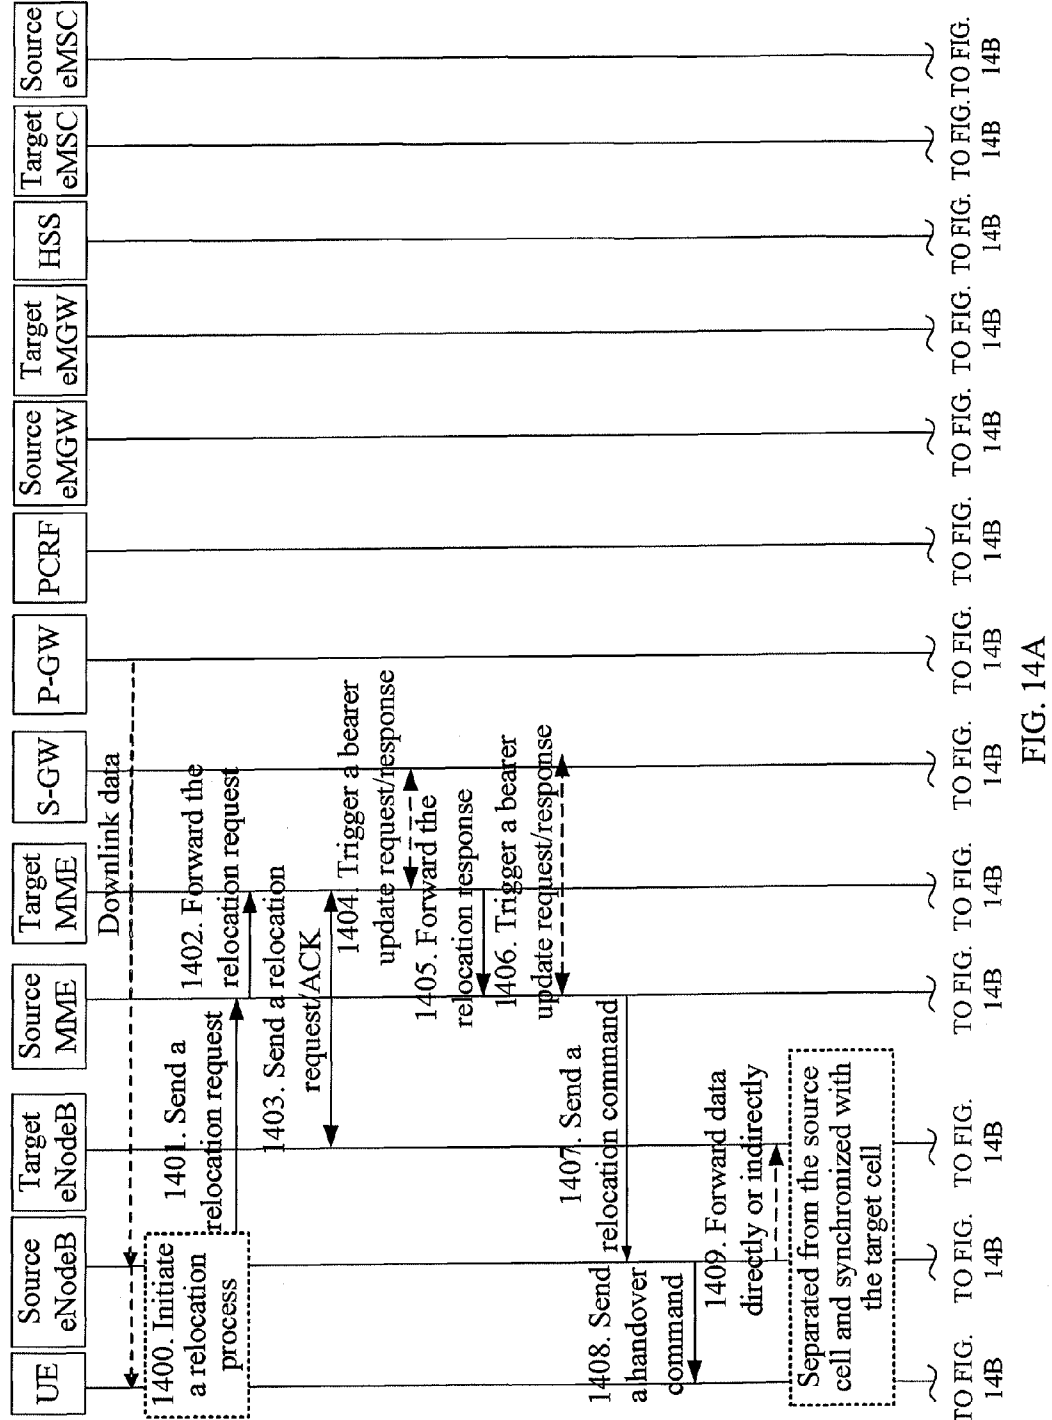 UE
Source
eNodeB
Target
eNodeB
Source
MME
Target
MME
S-GW
P-GW
PCRF
Source
eMGW
Target
eMGW
HSS
Target
eMSC
Source
eMSC
Downlink data
1400. Initiate
a relocation
process
1401. Send a
relocation request
1402. Forward the
relocation request
1403. Send a relocation
request/ACK
1404. Trigger a bearer
update request/response
1405. Forward the
relocation response
1406. Trigger a bearer
update request/response
1407. Send a
relocation command
1408. Send
a handover
command
1409. Forward data
directly or indirectly
Separated from the source
cell and synchronized with
the target cell
TO FIG.
14B
TO FIG.
14B
TO FIG.
14B
TO FIG.
14B
TO FIG.
14B
TO FIG.
14B
TO FIG.
14B
TO FIG.
14B
TO FIG.
14B
TO FIG.
14B
TO FIG.
14B
TO FIG.
14B
TO FIG.
14B
FIG. 14A